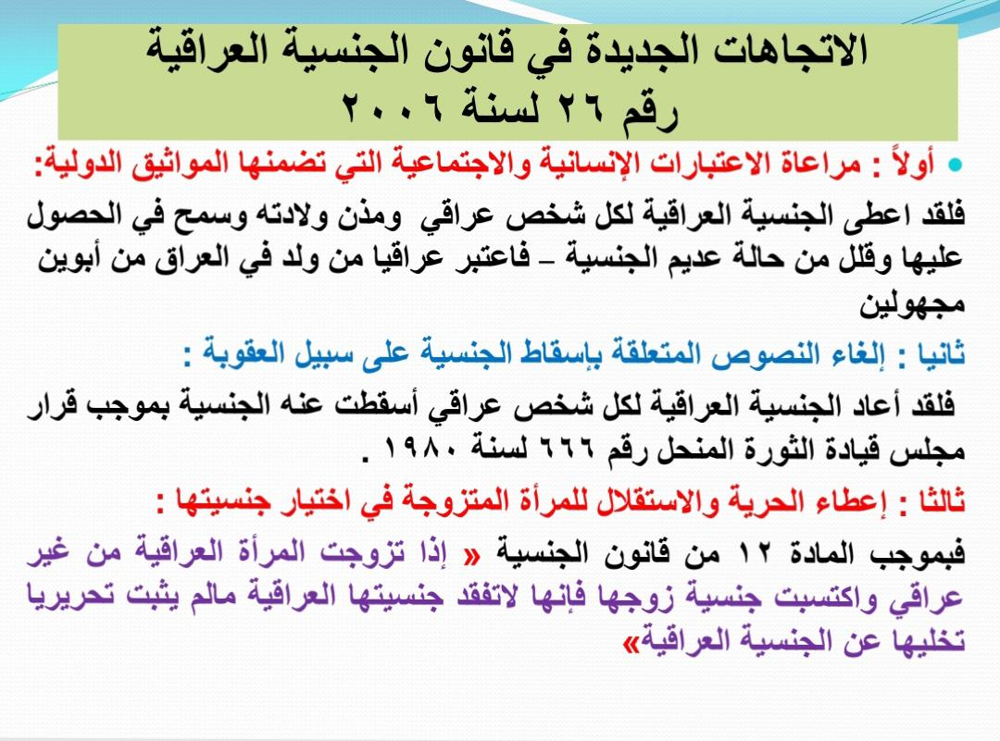 الاتجاهات الجديدة في قانون الجنسية العراقية
رقم ٢٦ لسنة ٢٠٠٦
• أولاً : مراعاة الاعتبارات الإنسانية والاجتماعية التي تضمنها المواثيق الدولية:
فلقد اعطى الجنسية العراقية لكل شخص عراقي ومذن ولادته وسمح في الحصول
عليها وقلل من حالة عديم الجنسية – فاعتبر عراقيا من ولد في العراق من أبوين
مجهولين
ثانيا : إلغاء النصوص المتعلقة بإسقاط الجنسية على سبيل العقوبة :
فلقد أعاد الجنسية العراقية لكل شخص عراقي أسقطت عنه الجنسية بموجب قرار
مجلس قيادة الثورة المنحل رقم ٦٦٦ لسنة ١٩٨٠ .
ثالثا : إعطاء الحرية والاستقلال للمرأة المتزوجة في اختيار جنسيتها :
فبموجب المادة ١٢ من قانون الجنسية « إذا تزوجت المرأة العراقية من غير
عراقي واكتسبت جنسية زوجها فإنها لاتفقد جنسيتها العراقية مالم يثبت تحريريا
تخليها عن الجنسية العراقية»